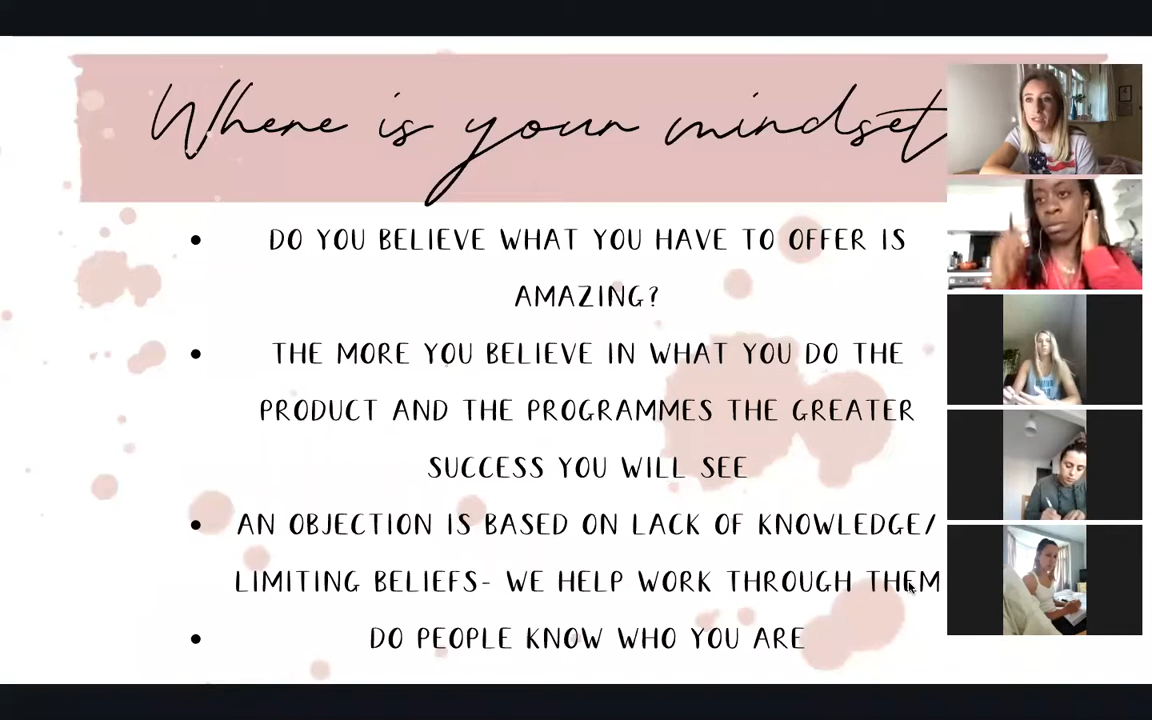 Where is your mindset
• DO YOU BELIEVE WHAT YOU HAVE TO OFFER IS
AMAZING?
• THE MORE YOU BELIEVE IN WHAT YOU DO THE
PRODUCT AND THE PROGRAMMES THE GREATER
SUCCESS YOU WILL SEE
• AN OBJECTION IS BASED ON LACK OF KNOWLEDGE/
LIMITING BELIEFS- WE HELP WORK THROUGH THEM
• DO PEOPLE KNOW WHO YOU ARE